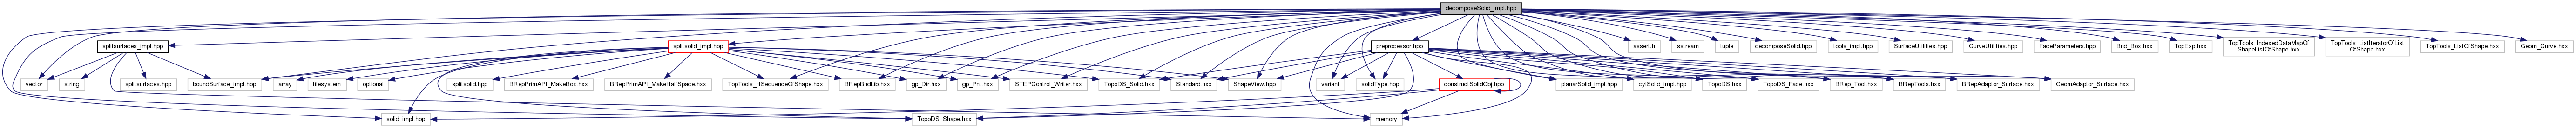 decomposeSolid_impl.hpp
splitsurfaces_impl.hpp
splitsolid_impl.hpp
preprocessor.hpp
assert.h
sstream
tuple
decomposeSolid.hpp
tools_impl.hpp
SurfaceUtilities.hpp
CurveUtilities.hpp
FaceParameters.hpp
Bnd_Box.hxx
TopExp.hxx
TopTools_IndexedDataMapOf
ShapeListOfShape.hxx
TopTools_ListIteratorOfList
OfShape.hxx
TopTools_ListOfShape.hxx
Geom_Curve.hxx
vector
string
splitsurfaces.hpp
boundSurface_impl.hpp
array
filesystem
optional
splitsolid.hpp
BRepPrimAPI_MakeBox.hxx
BRepPrimAPI_MakeHalfSpace.hxx
TopTools_HSequenceOfShape.hxx
BRepBndLib.hxx
gp_Dir.hxx
gp_Pnt.hxx
STEPControl_Writer.hxx
TopoDS_Solid.hxx
Standard.hxx
ShapeView.hpp
variant
solidType.hpp
constructSolidObj.hpp
planarSolid_impl.hpp
cylSolid_impl.hpp
TopoDS.hxx
TopoDS_Face.hxx
BRep_Tool.hxx
BRepTools.hxx
BRepAdaptor_Surface.hxx
GeomAdaptor_Surface.hxx
solid_impl.hpp
TopoDS_Shape.hxx
memory